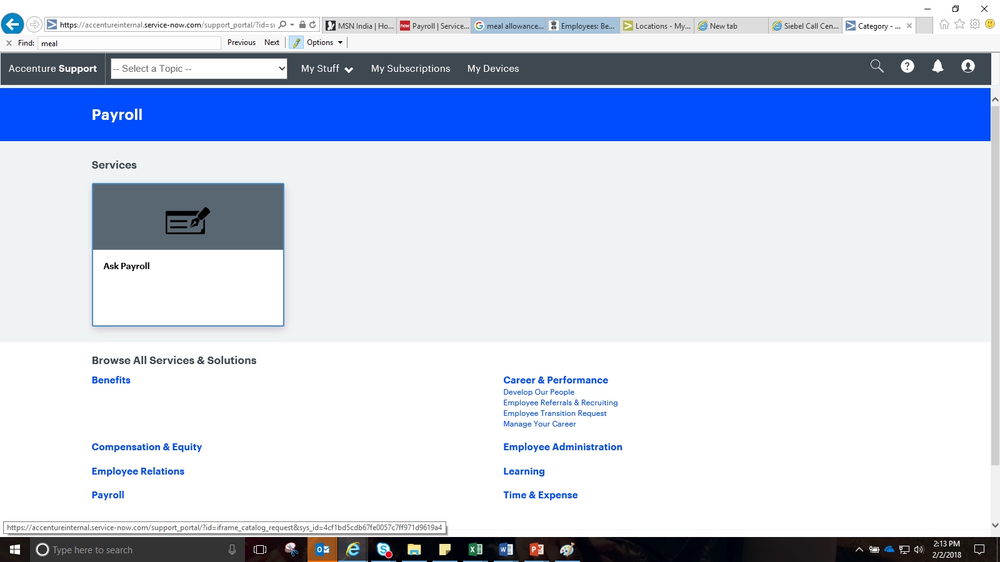 https://accentureinternal.service-now.com/support_portal/?id=su
MSN India | Ho...
Payroll | Service...
meal allowance...
Employees: Be...
Locations - My...
New tab
Siebel Call Cen...
Category - ...
Find: meal Previous Next Options
Accenture Support
-- Select a Topic --
My Stuff
My Subscriptions
My Devices
Payroll
Services
Ask Payroll
Browse All Services & Solutions
Benefits
Career & Performance
Develop Our People
Employee Referrals & Recruiting
Employee Transition Request
Manage Your Career
Compensation & Equity
Employee Administration
Employee Relations
Learning
Payroll
Time & Expense
https://accentureinternal.service-now.com/support_portal/?id=iframe_catalog_request&sys_id=4cf1bd5cdb67fe0057c7ff971d9619a4
Type here to search
2:13 PM
2/2/2018